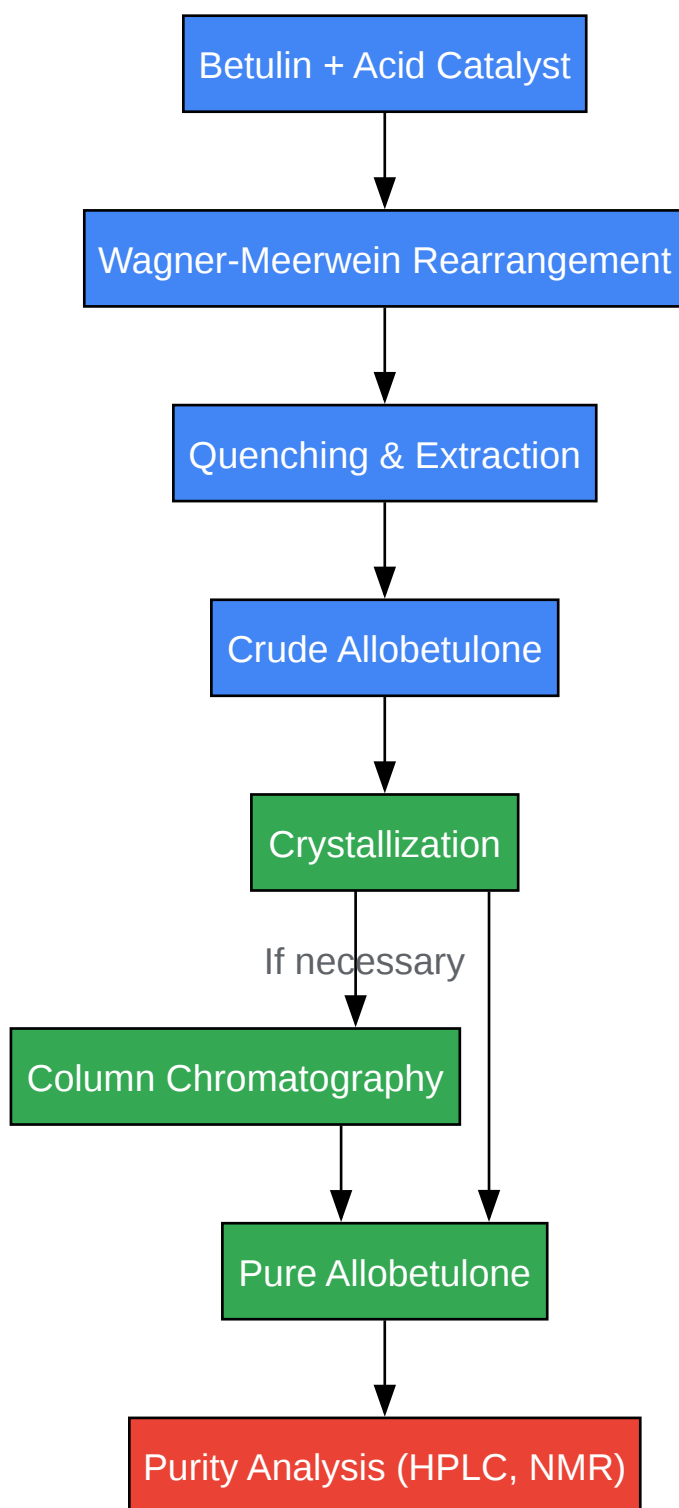 Betulin + Acid Catalyst
Wagner-Meerwein Rearrangement
Quenching & Extraction
Crude Allobetulone
Crystallization
If necessary
Column Chromatography
Pure Allobetulone
Purity Analysis (HPLC, NMR)